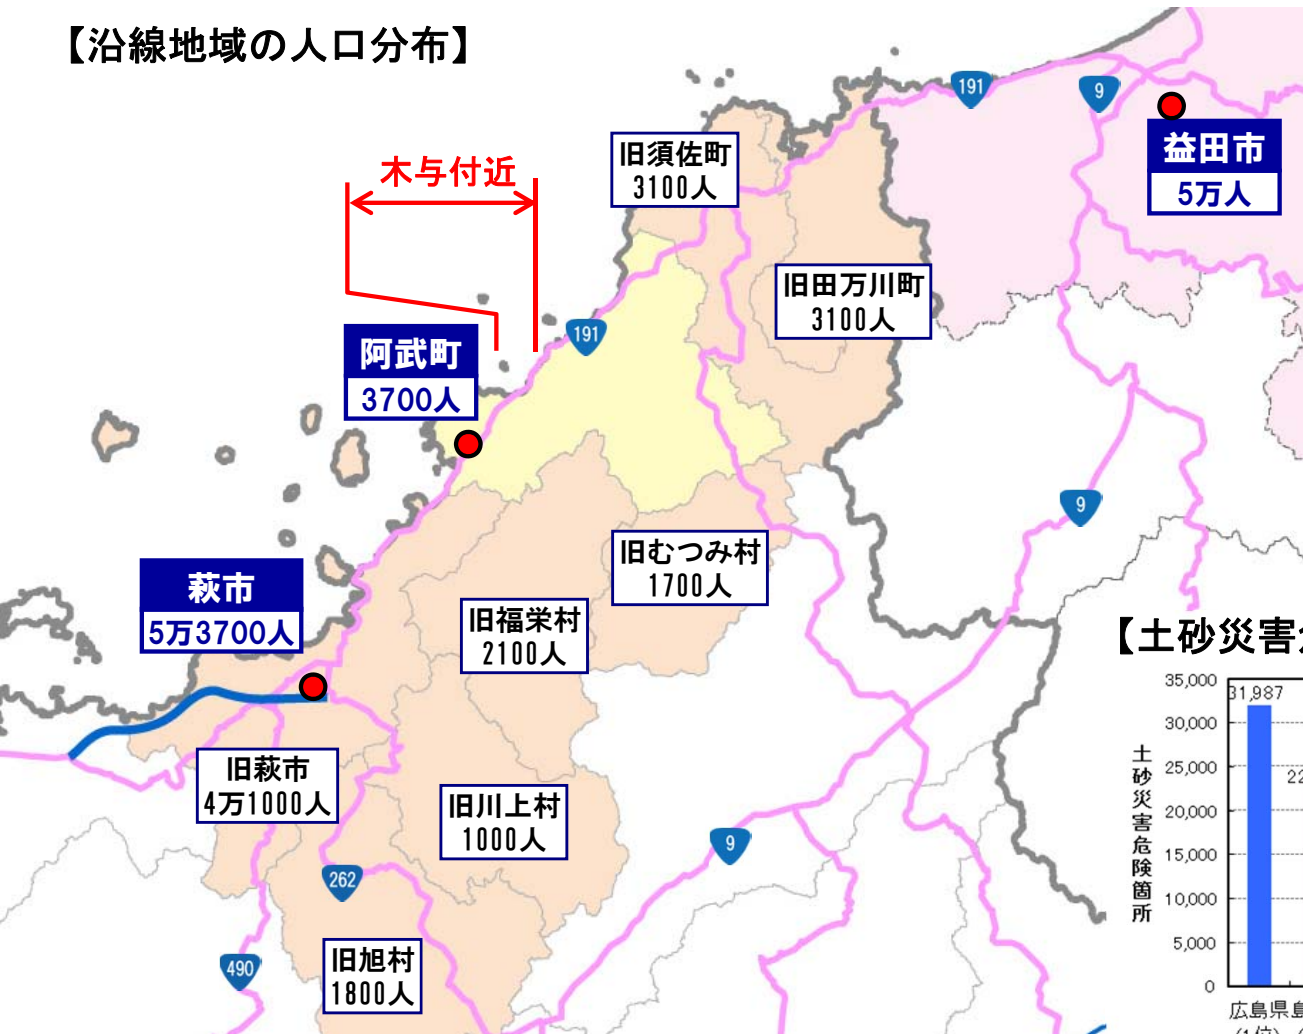 【沿線地域の人口分布】
木与付近
191
9
益田市
5万人
旧須佐町
3100人
旧田万川町
3100人
191
阿武町
3700人
9
旧むつみ村
1700人
萩市
5万3700人
旧福栄村
2100人
旧萩市
4万1000人
旧川上村
1000人
9
262
旧旭村
1800人
490
【土砂災害
35,000
31,987
30,000
25,000
22
20,000
15,000
10,000
5,000
0
土砂災害危険箇所
広島県島